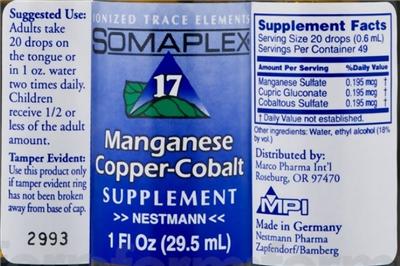 Suggested Use:
Adults take
20 drops on
the tongue or
in 1 oz. water
two times daily.
Children
receive 1/2 or
less of the adult
amount.
Tamper Evident:
Use this product only
if tamper evident ring
has not been broken
away from base of cap.
2993
IONIZED TRACE ELEMENTS
SOMAPLEX
17
Manganese
Copper-Cobalt
SUPPLEMENT
>> NESTMANN >>
1 Fl Oz (29.5 mL)
Supplement Facts
Serving Size 20 drops (0.6 mL)
Servings Per Container 49
Amount Per Serving %Daily Value
Manganese Sulfate 0.195 mcg †
Cupric Gluconate 0.195 mcg †
Cobaltous Sulfate 0.195 mcg †
† Daily Value not established.
Other ingredients: Water, ethyl alcohol (18%
by vol.)
Distributed by:
Marco Pharma Int'l
Roseburg, OR 97470
MPI
Made in Germany
Nestmann Pharma
Zapfendorf/Bamberg